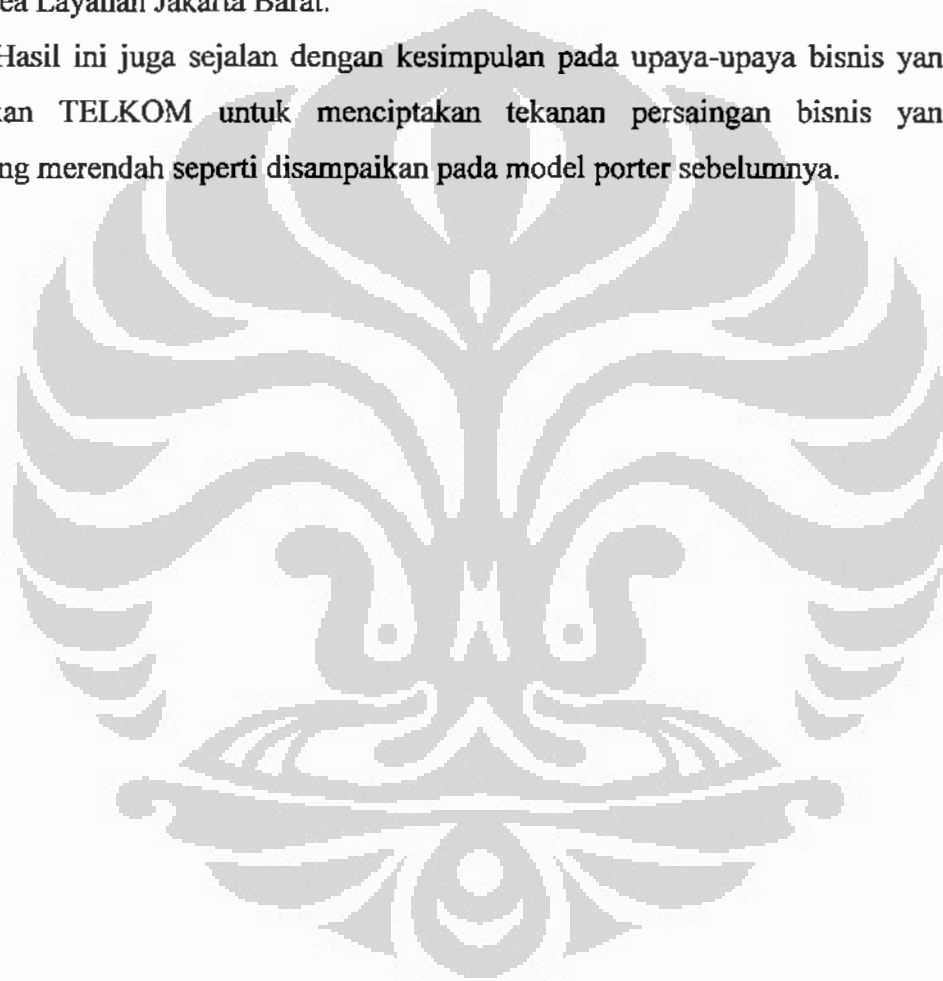 ea Layanan Jakarta Barat.
Hasil ini juga sejalan dengan kesimpulan pada upaya-upaya bisnis yan
kan TELKOM untuk menciptakan tekanan persaingan bisnis yan
ng merendah seperti disampaikan pada model porter sebelumnya.